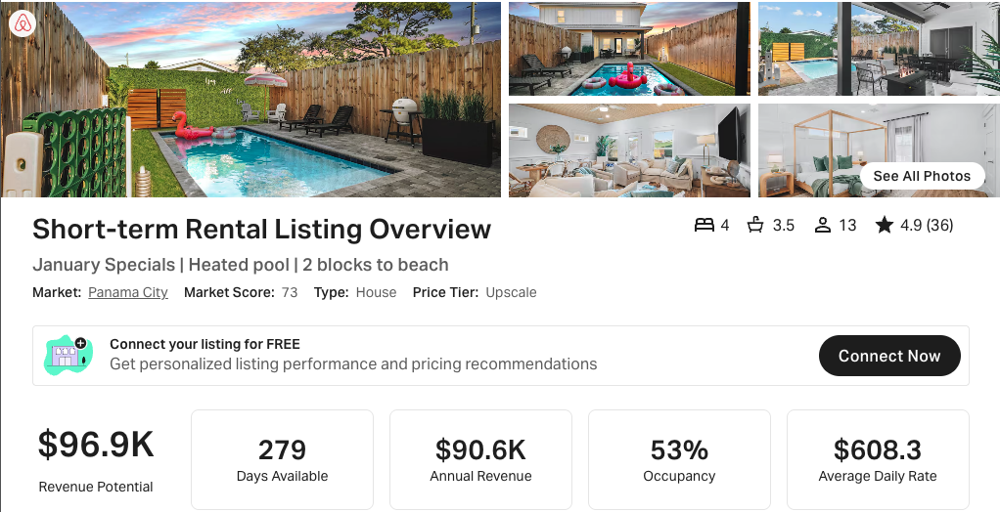 See All Photos
Short-term Rental Listing Overview
4 3.5 13 4.9 (36)
January Specials | Heated pool | 2 blocks to beach
Market: Panama City Market Score: 73 Type: House Price Tier: Upscale
Connect your listing for FREE
Get personalized listing performance and pricing recommendations
Connect Now
$96.9K
Revenue Potential
279
Days Available
$90.6K
Annual Revenue
53%
Occupancy
$608.3
Average Daily Rate